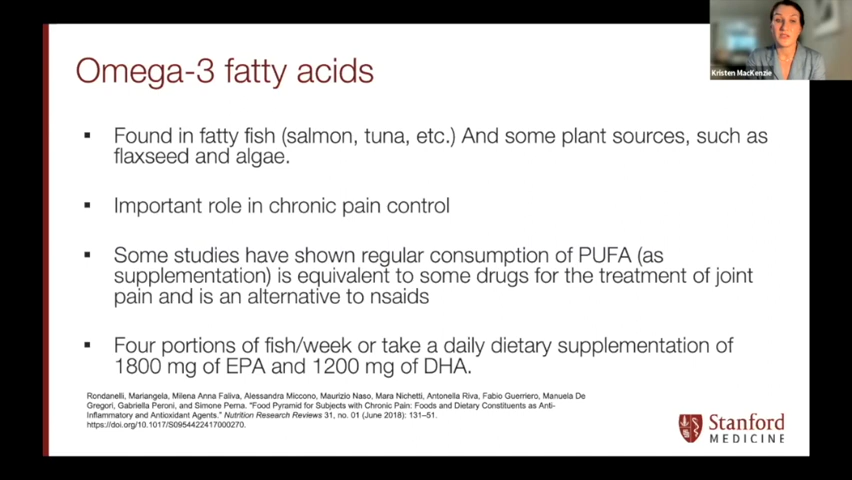 Kristen MacKenzie
Omega-3 fatty acids
▪ Found in fatty fish (salmon, tuna, etc.) And some plant sources, such as
flaxseed and algae.
▪ Important role in chronic pain control
▪ Some studies have shown regular consumption of PUFA (as
supplementation) is equivalent to some drugs for the treatment of joint
pain and is an alternative to nsaids
▪ Four portions of fish/week or take a daily dietary supplementation of
1800 mg of EPA and 1200 mg of DHA.
Rondanelli, Mariangela, Milena Anna Faliva, Alessandra Miccono, Maurizio Naso, Mara Nichetti, Antonella Riva, Fabio Guerriero, Manuela De
Gregori, Gabriella Peroni, and Simone Perna. "Food Pyramid for Subjects with Chronic Pain: Foods and Dietary Constituents as Anti-
Inflammatory and Antioxidant Agents." Nutrition Research Reviews 31, no. 01 (June 2018): 131–51.
https://doi.org/10.1017/S0954422417000270.
Stanford
MEDICINE